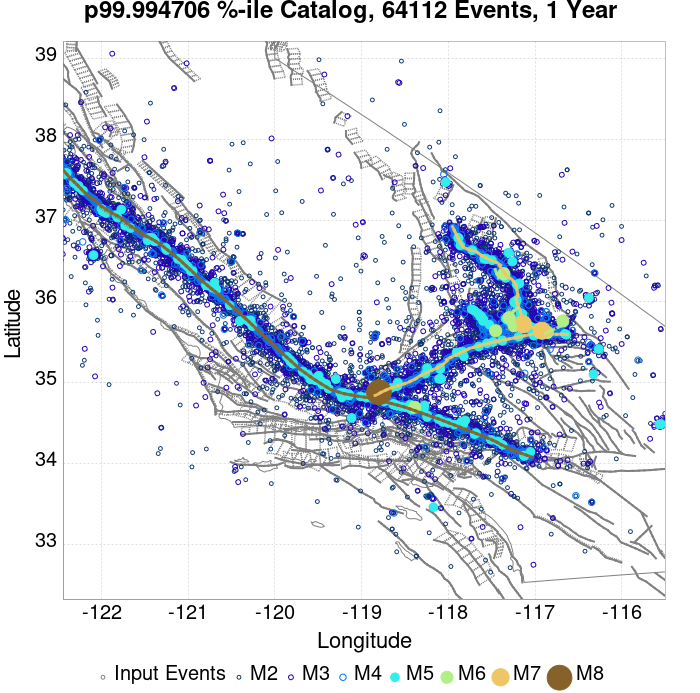 p99.994706 %-ile Catalog, 64112 Events, 1 Year
39
38
37
36
35
34
33
Latitude
-122 -121 -120 -119 -118 -117 -116
Longitude
Input Events M2 M3 M4 M5 M6 M7 M8